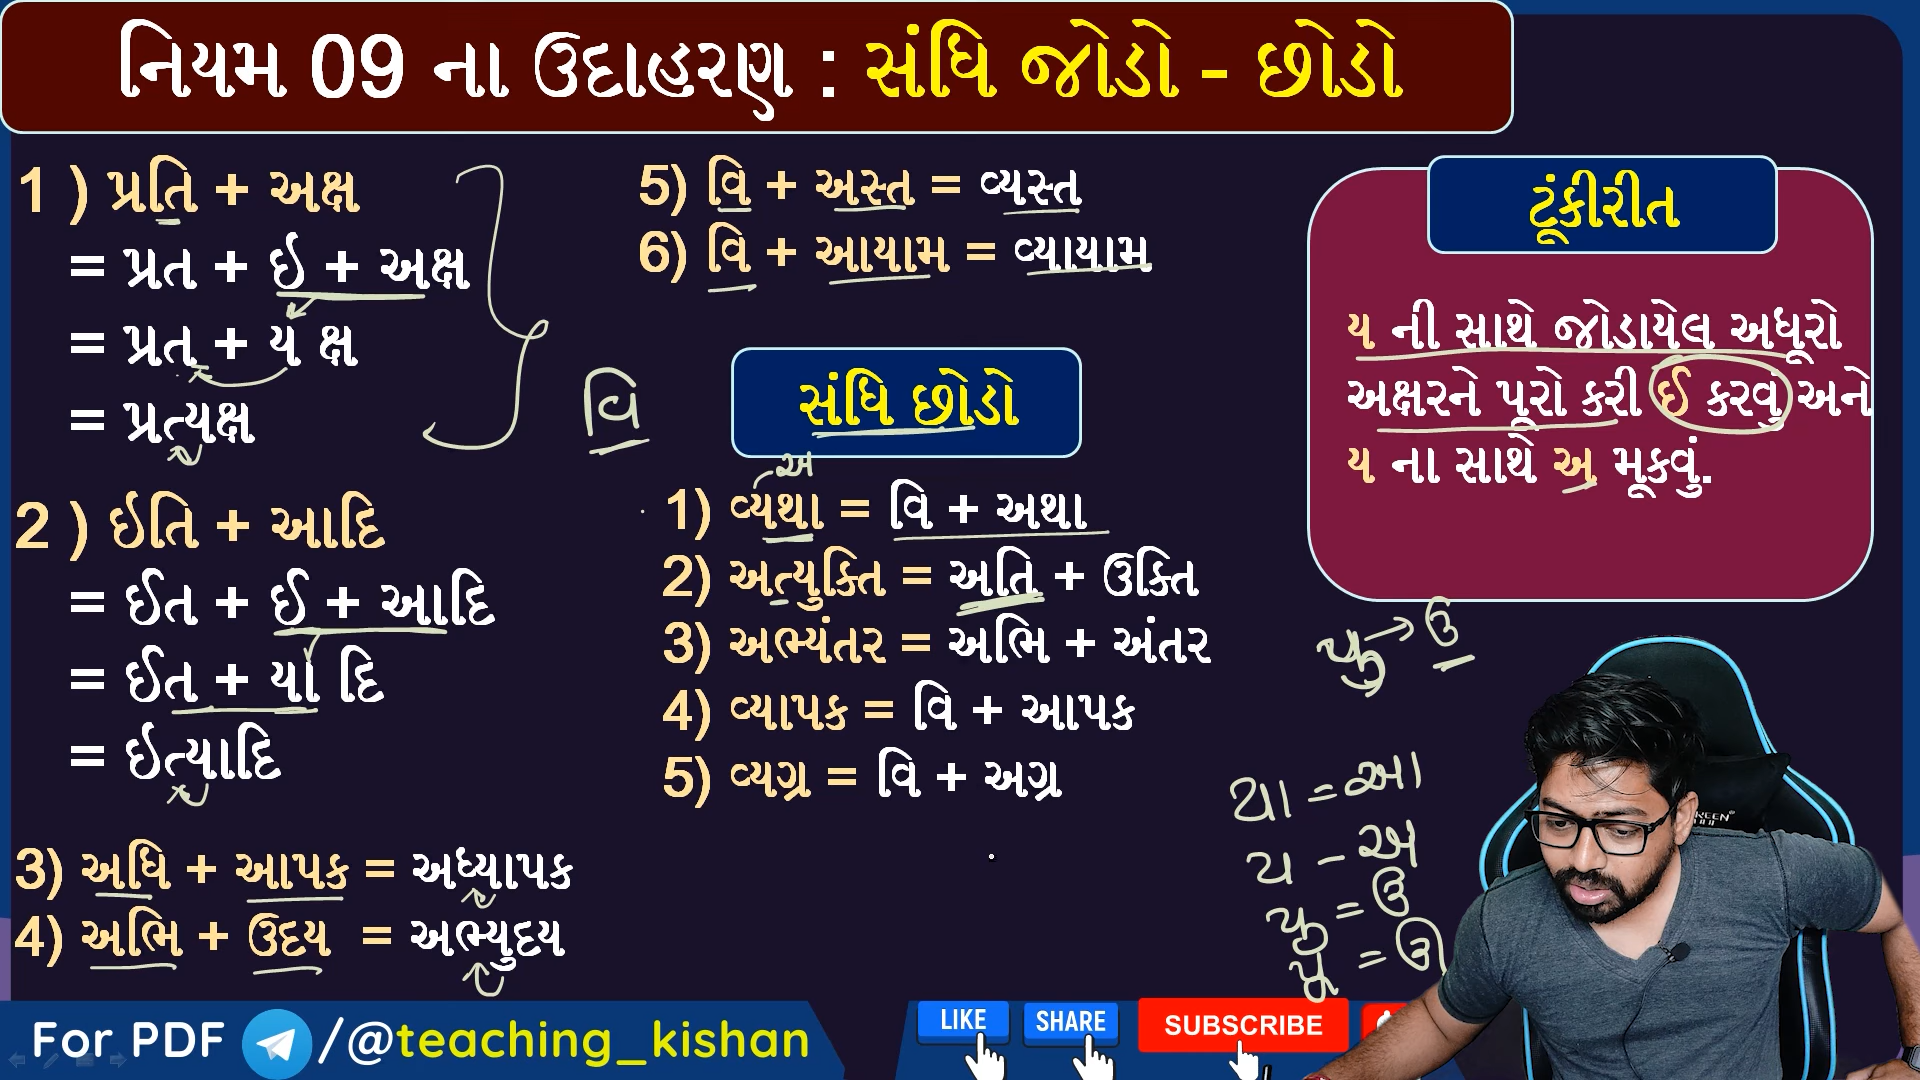 નિયમ 09 ના ઉદાહરણ : સંધિ જોડો - છોડો
1 ) પ્રતિ + અક્ષ
= પ્રત + ઇ + અક્ષ
= પ્રત + ય ક્ષ
= પ્રત્યક્ષ
2 ) ઇતિ + આદિ
= ઈત + ઈ + આદિ
= ઈત + યા દિ
= ઇત્યાદિ
3) અધિ + આપક = અધ્યાપક
4) અભિ + ઉદય = અભ્યુદય
5) વિ + અસ્ત = વ્યસ્ત
6) વિ + આયામ = વ્યાયામ
વિ
સંધિ છોડો
અ
1) વ્યથા = વિ + અથા
2) અત્યુક્તિ = અતિ + ઉક્તિ
3) અભ્યંતર = અભિ + અંતર
4) વ્યાપક = વિ + આપક
5) વ્યગ્ર = વિ + અગ્ર
ટૂંકીરીત
ય ની સાથે જોડાયેલ અધૂરો
અક્ષરને પૂરો કરી ઈ કરવું અને
ય ના સાથે અ મૂકવું.
યુ → ઉ
યા = આ
ય - અ
યુ = ઉ
યૂ = ઊ
For PDF /@teaching_kishan
LIKE SHARE SUBSCRIBE